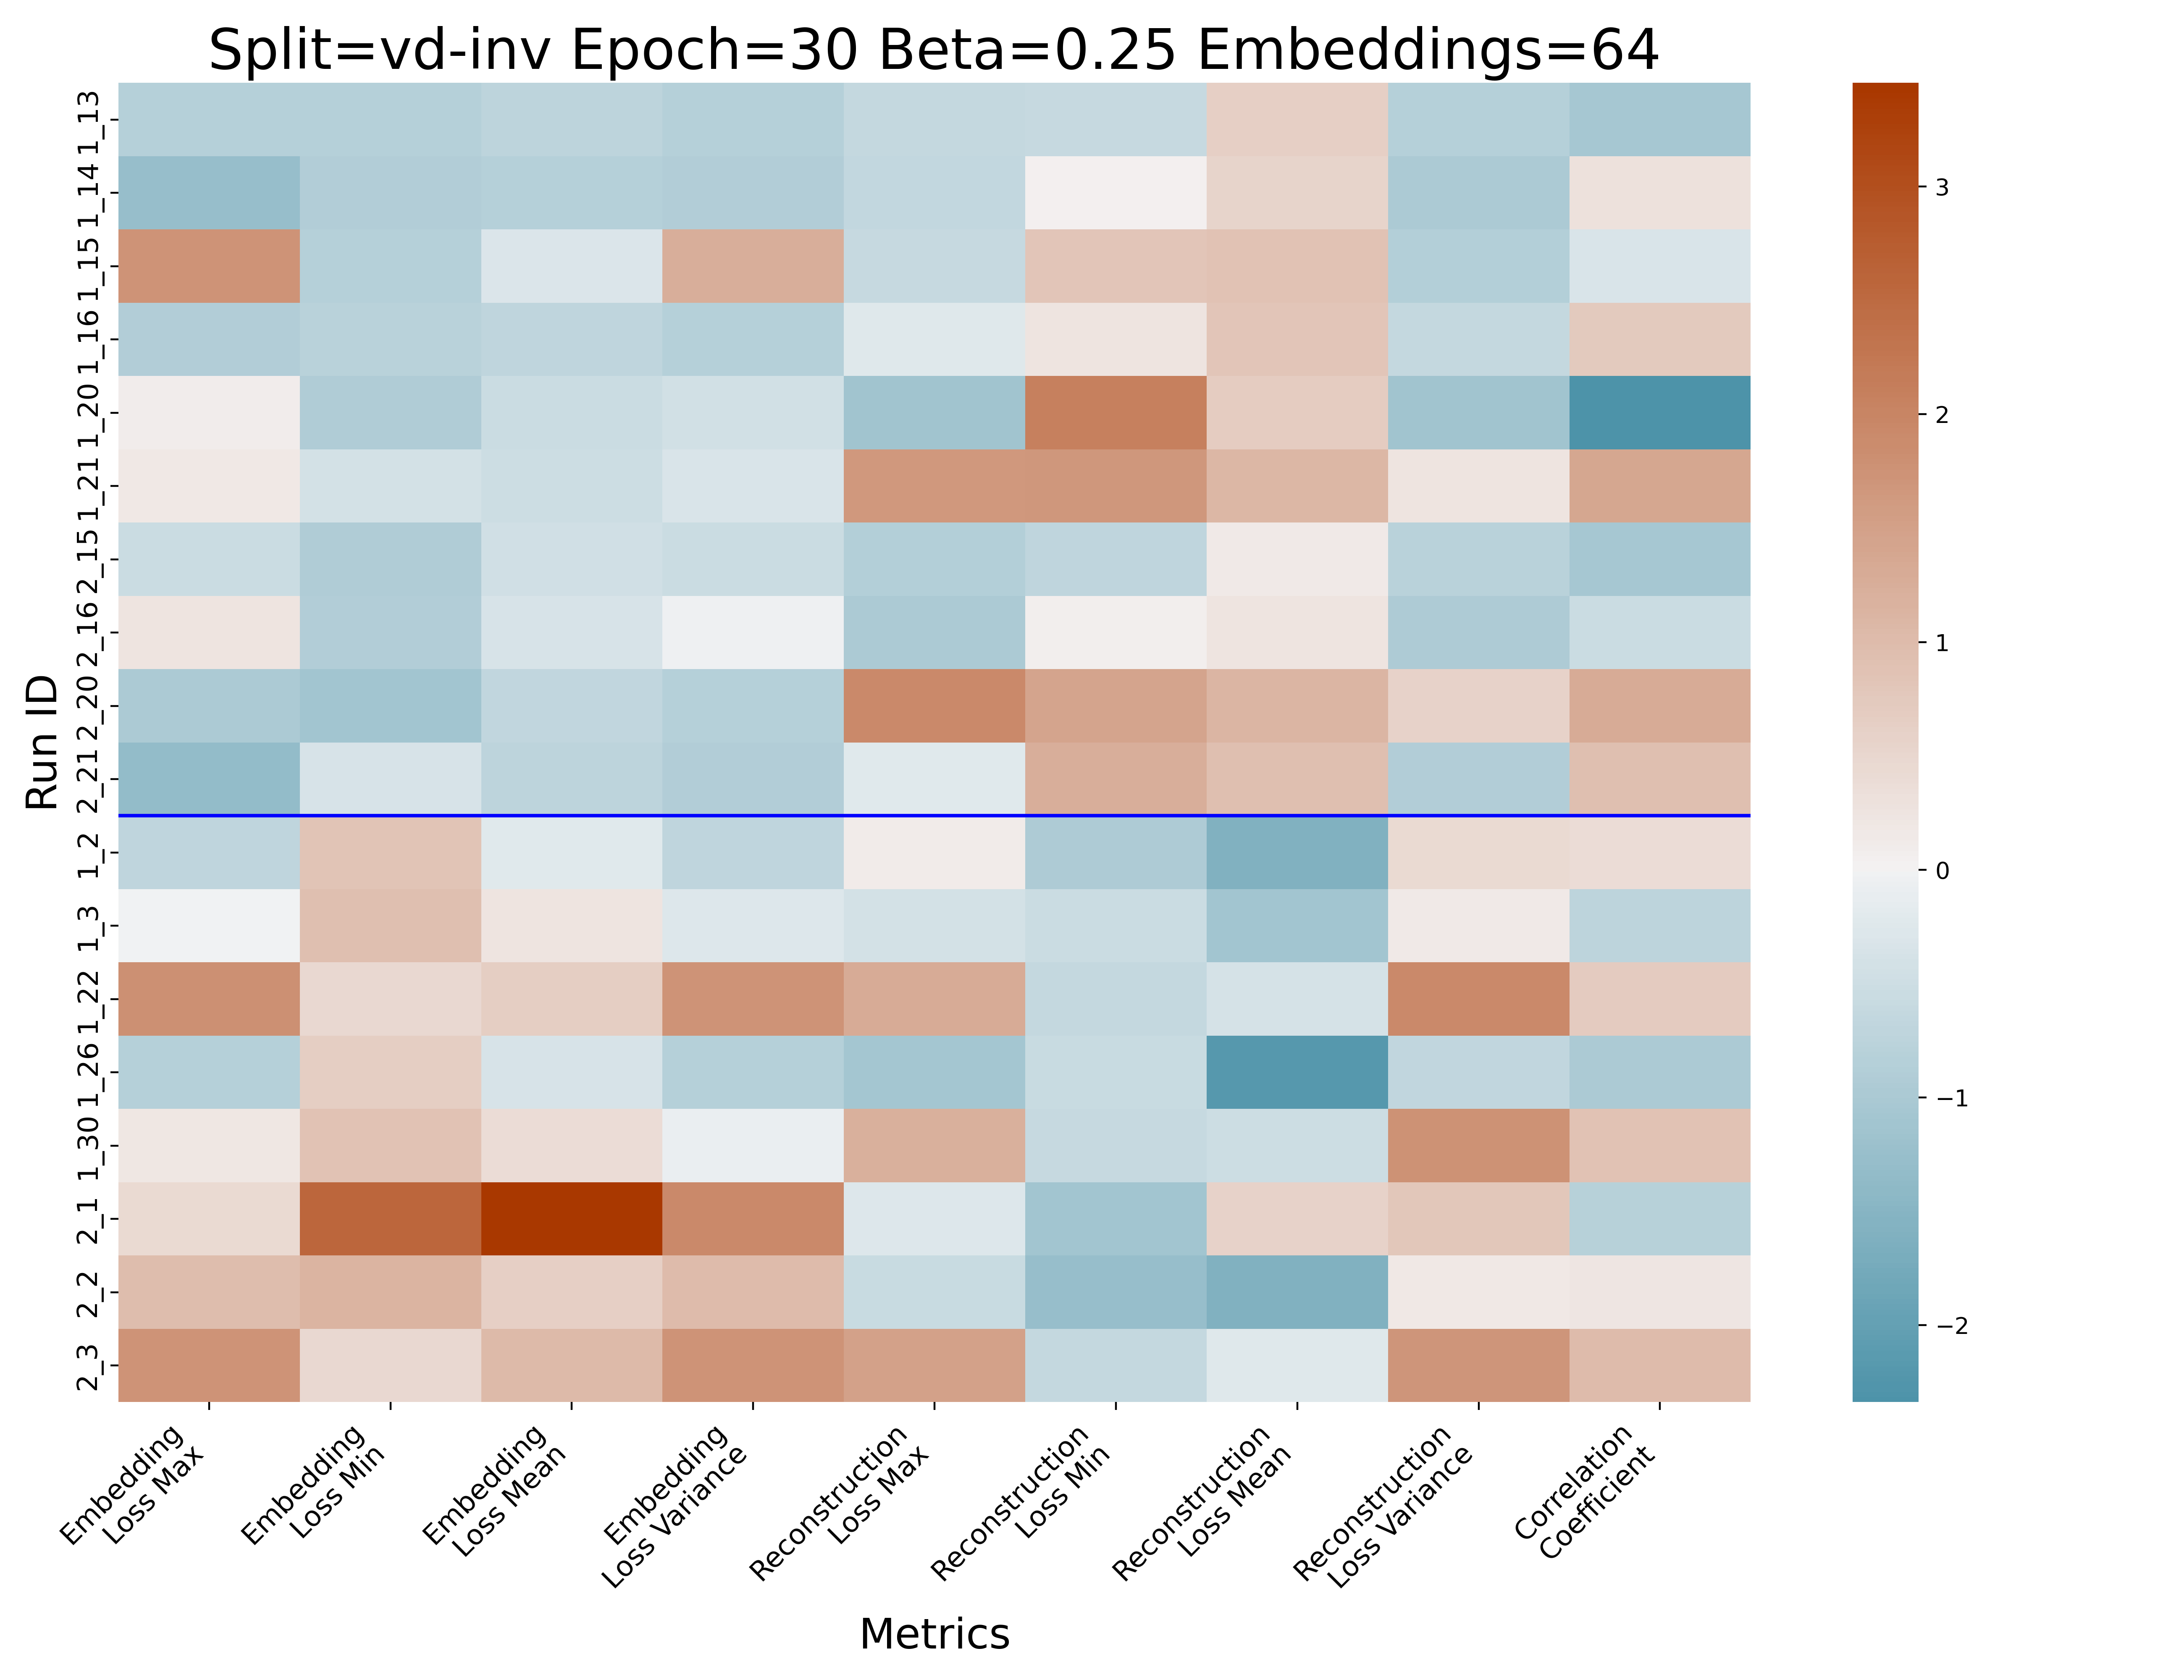 Split=vd-inv Epoch=30 Beta=0.25 Embeddings=64
Run ID
1_13
1_14
1_15
1_16
1_20
1_21
2_15
2_16
2_20
2_21
1_2
1_3
1_22
1_26
1_30
2_1
2_2
2_3
Embedding
Loss Max
Embedding
Loss Min
Embedding
Loss Mean
Embedding
Loss Variance
Reconstruction
Loss Max
Reconstruction
Loss Min
Reconstruction
Loss Mean
Reconstruction
Loss Variance
Correlation
Coefficient
Metrics
3
2
1
0
−1
−2